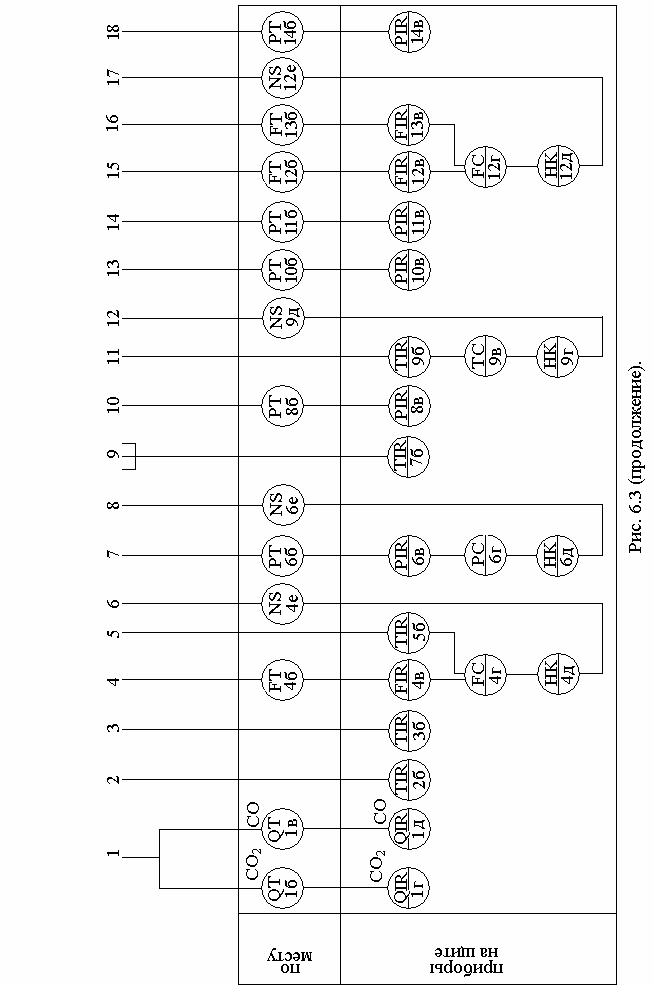 1 2 3 4 5 6 7 8 9 10 11 12 13 14 15 16 17 18
по
месту
CO₂
QT
1б
CO
QT
1в
FT
4б
NS
4е
PT
6б
NS
6е
PT
8б
NS
9д
PT
10б
PT
11б
FT
12б
FT
13б
NS
12е
PT
14б
приборы
на щите
CO₂
QIR
1г
CO
QIR
1д
TIR
2б
TIR
3б
FIR
4в
TIR
5б
PIR
6в
TIR
7б
PIR
8в
TIR
9б
PIR
10в
PIR
11в
FIR
12в
FIR
13в
PIR
14в
FC
4г
PC
6г
TC
9в
FC
12г
HK
4д
HK
6д
HK
9г
HK
12д
Рис. 6.3 (продолжение).